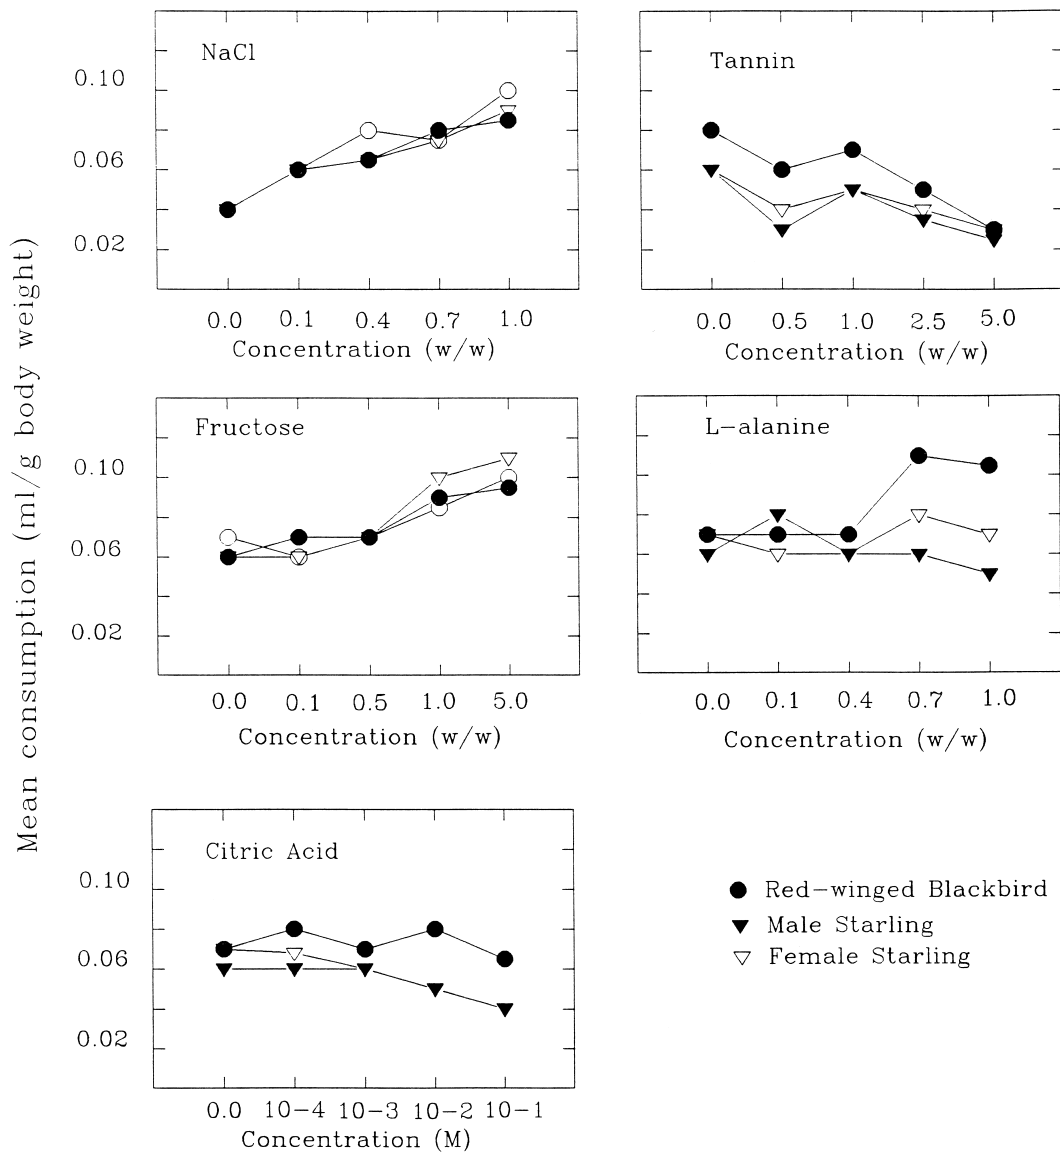 Mean consumption (ml/g body weight)
NaCl
0.10
0.06
0.02
0.0 0.1 0.4 0.7 1.0
Concentration (w/w)
Tannin
0.0 0.5 1.0 2.5 5.0
Concentration (w/w)
Fructose
0.10
0.06
0.02
0.0 0.1 0.5 1.0 5.0
Concentration (w/w)
L-alanine
0.0 0.1 0.4 0.7 1.0
Concentration (w/w)
Citric Acid
0.10
0.06
0.02
0.0 10-4 10-3 10-2 10-1
Concentration (M)
Red-winged Blackbird
Male Starling
Female Starling